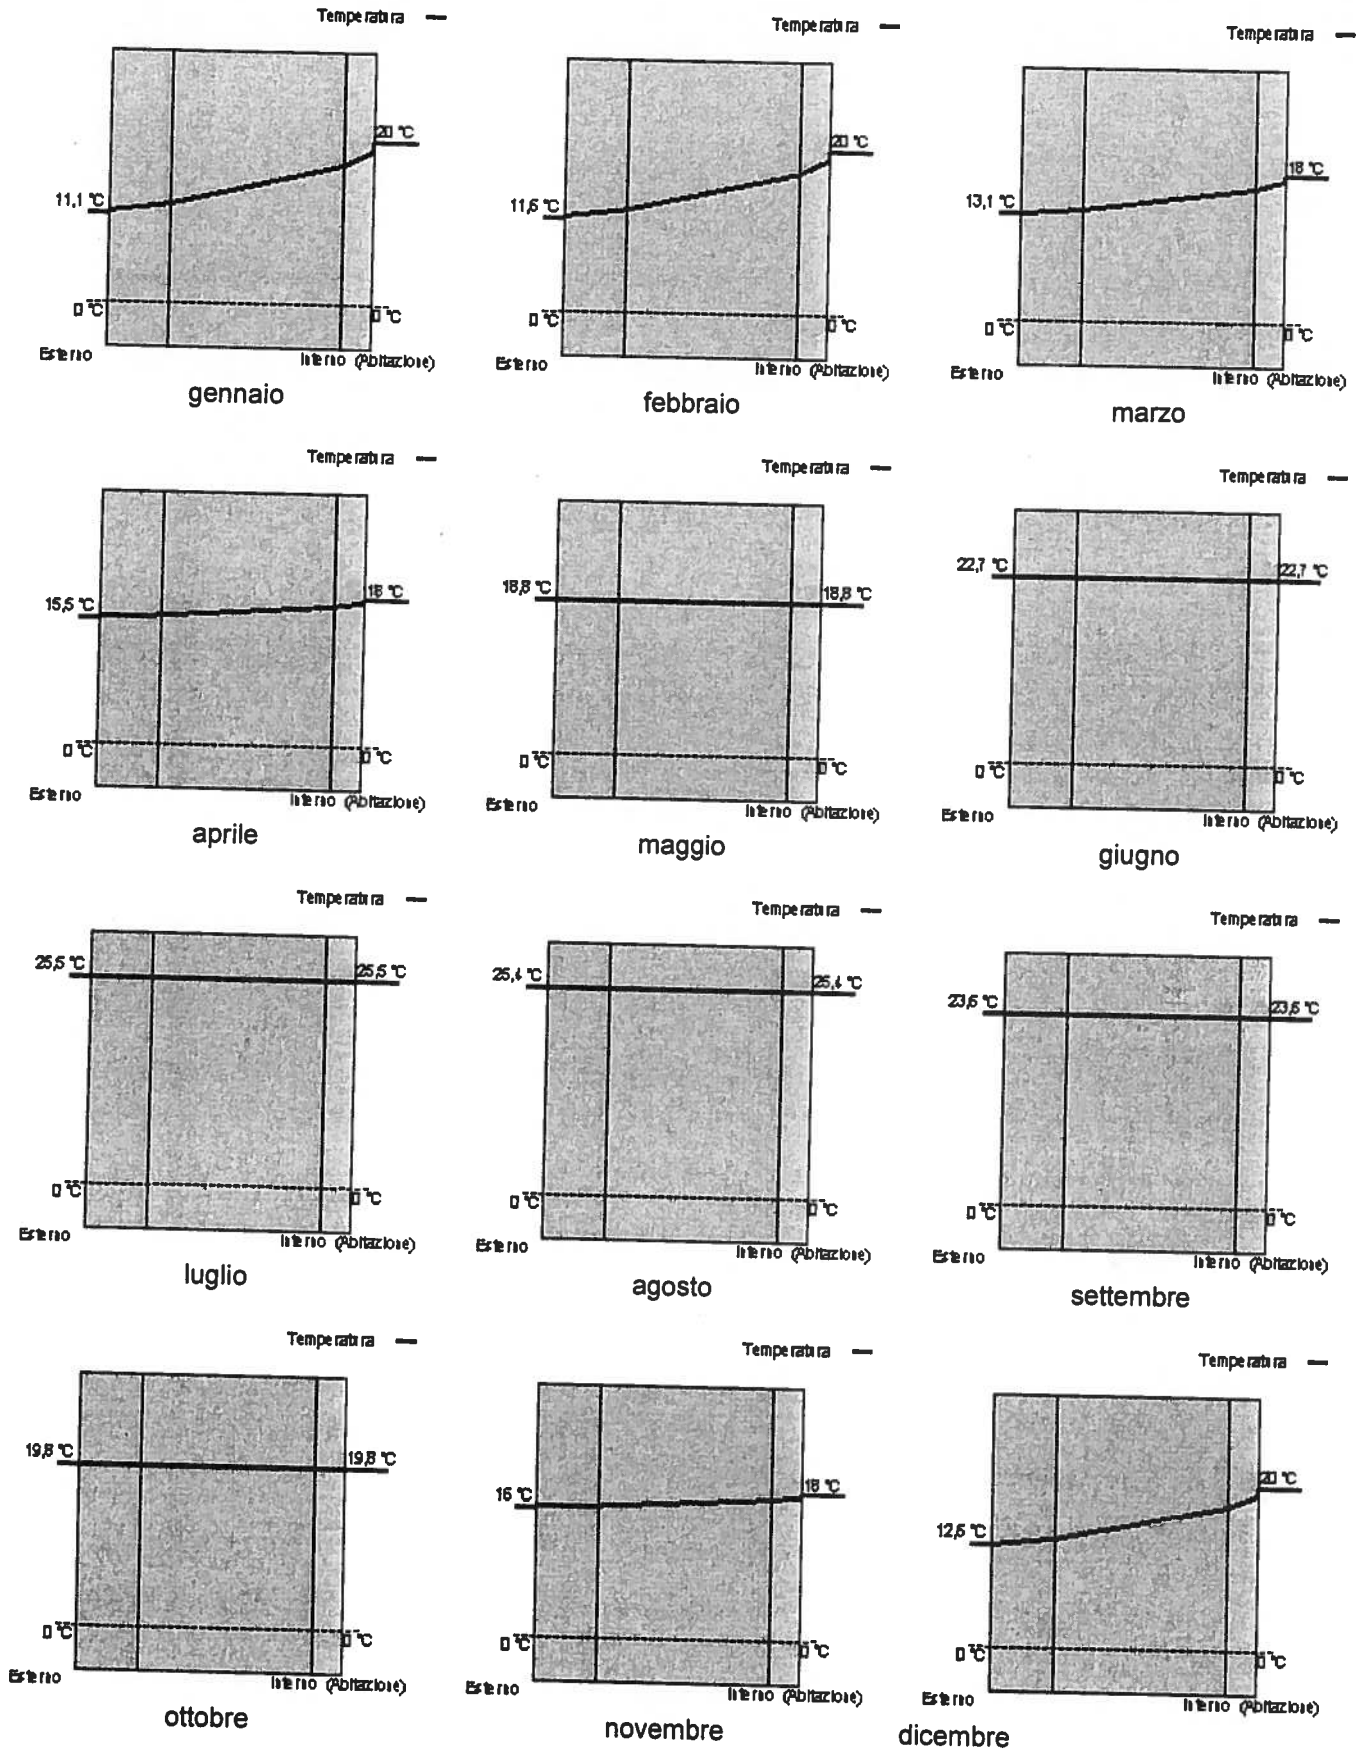 Temperatura
Temperatura
Temperatura
20 °C
20 °C
18 °C
11,1 °C
11,6 °C
13,1 °C
0 °C
0 °C
0 °C
0 °C
0 °C
0 °C
Esterno
Interno (Abitazione)
Esterno
Interno (Abitazione)
Esterno
Interno (Abitazione)
gennaio
febbraio
marzo
Temperatura
Temperatura
Temperatura
15,6 °C
18 °C
18,8 °C
18,8 °C
22,7 °C
22,7 °C
0 °C
0 °C
0 °C
0 °C
0 °C
0 °C
Esterno
Interno (Abitazione)
Esterno
Interno (Abitazione)
Esterno
Interno (Abitazione)
aprile
maggio
giugno
Temperatura
Temperatura
Temperatura
25,5 °C
25,5 °C
25,4 °C
25,4 °C
23,6 °C
23,6 °C
0 °C
0 °C
0 °C
0 °C
0 °C
0 °C
Esterno
Interno (Abitazione)
Esterno
Interno (Abitazione)
Esterno
Interno (Abitazione)
luglio
agosto
settembre
Temperatura
Temperatura
Temperatura
19,8 °C
19,8 °C
16 °C
18 °C
12,6 °C
20 °C
0 °C
0 °C
0 °C
0 °C
0 °C
0 °C
Esterno
Interno (Abitazione)
Esterno
Interno (Abitazione)
Esterno
Interno (Abitazione)
ottobre
novembre
dicembre